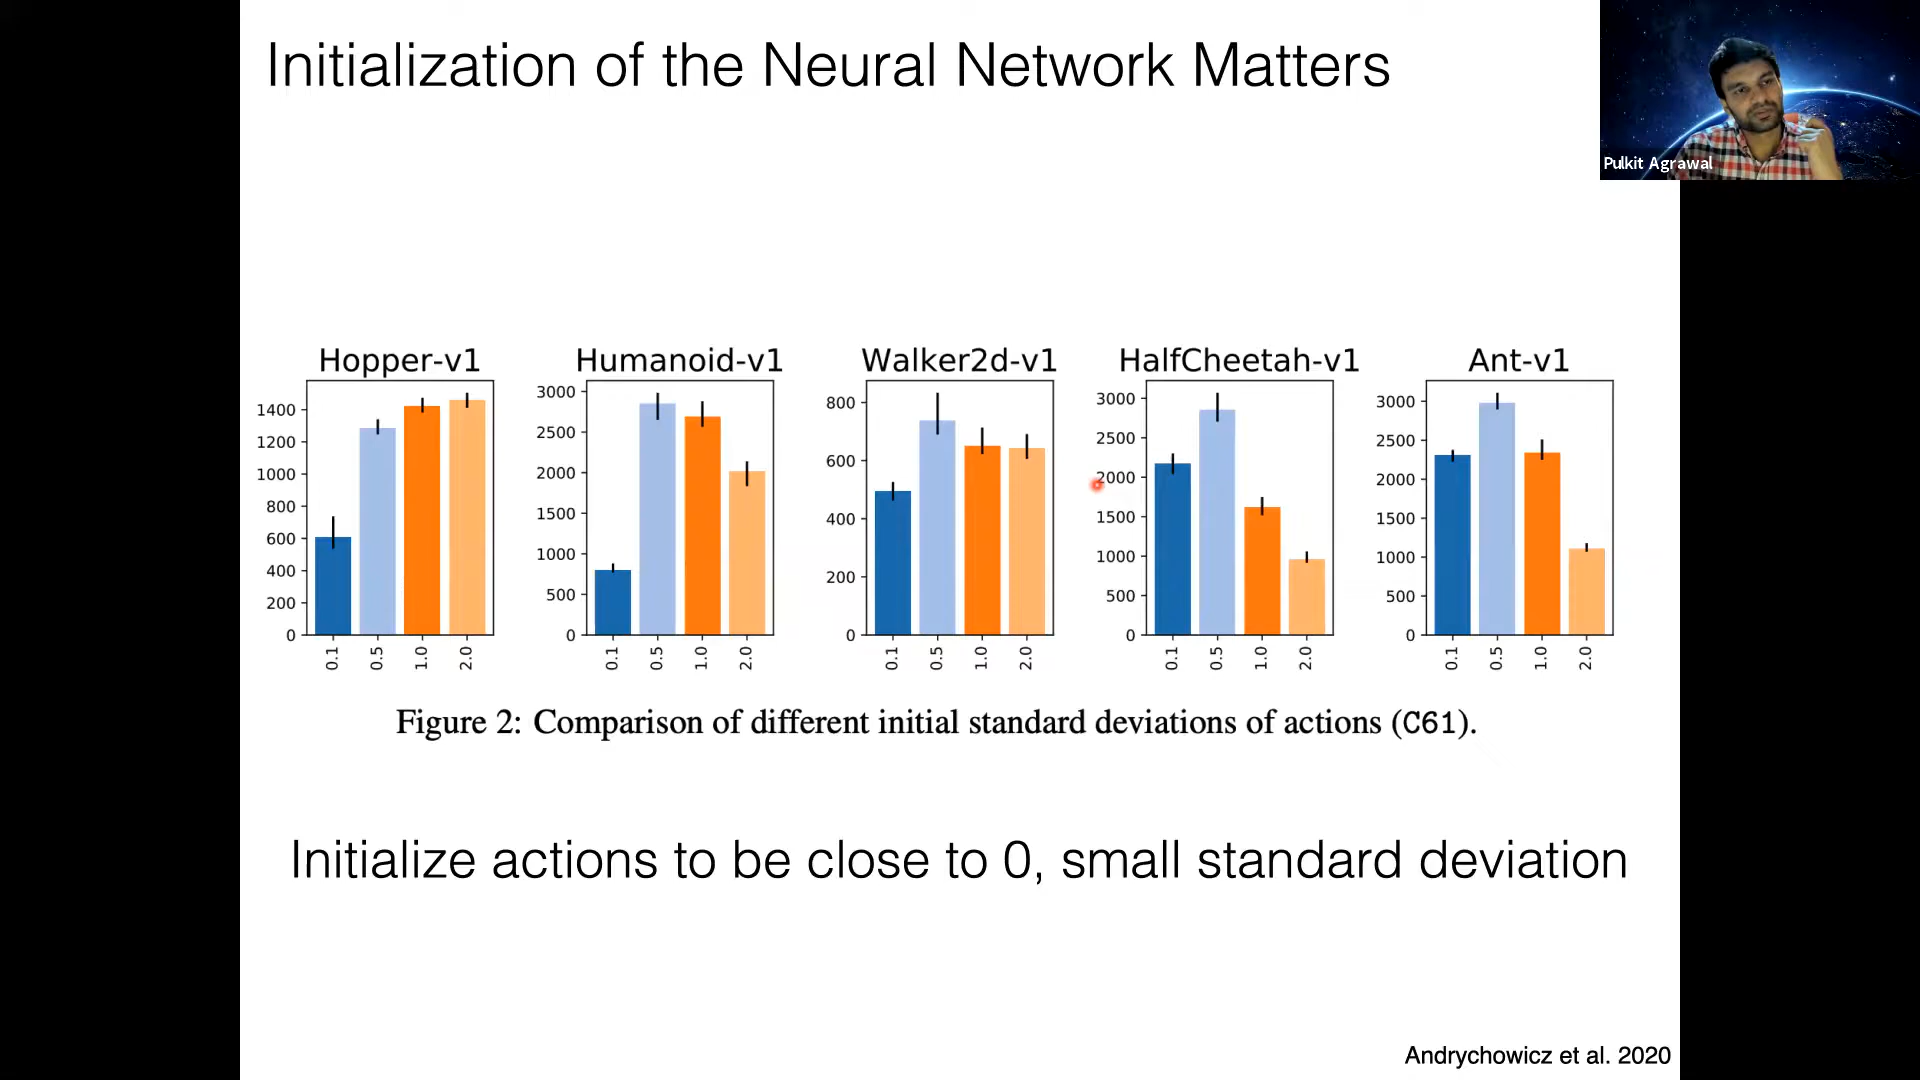 Initialization of the Neural Network Matters
Pulkit Agrawal
Hopper-v1
1400
1200
1000
800
600
400
200
0
0.1 0.5 1.0 2.0
Humanoid-v1
3000
2500
2000
1500
1000
500
0
0.1 0.5 1.0 2.0
Walker2d-v1
800
600
400
200
0
0.1 0.5 1.0 2.0
HalfCheetah-v1
3000
2500
2000
1500
1000
500
0
0.1 0.5 1.0 2.0
Ant-v1
3000
2500
2000
1500
1000
500
0
0.1 0.5 1.0 2.0
Figure 2: Comparison of different initial standard deviations of actions (C61).
Initialize actions to be close to 0, small standard deviation
Andrychowicz et al. 2020